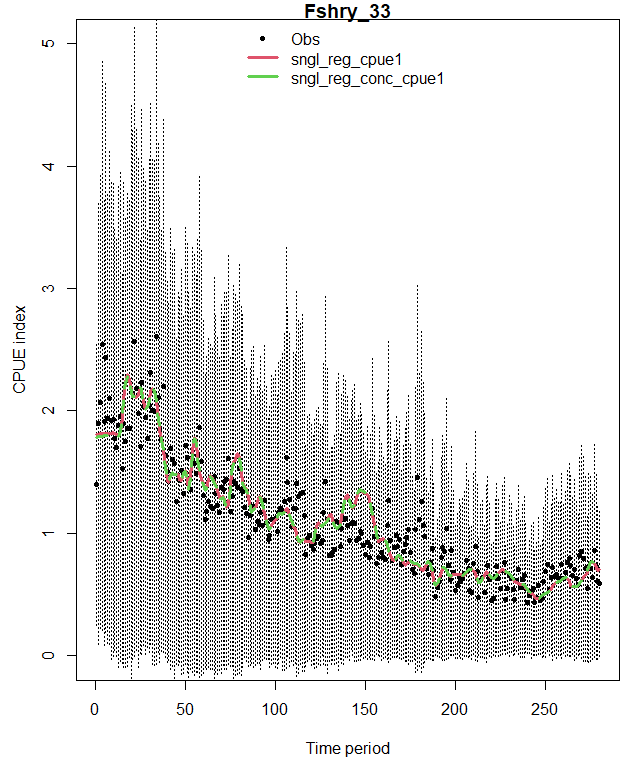 Fshry_33
Obs
sngl_reg_cpue1
sngl_reg_conc_cpue1
5
4
3
2
1
0
CPUE index
0 50 100 150 200 250
Time period